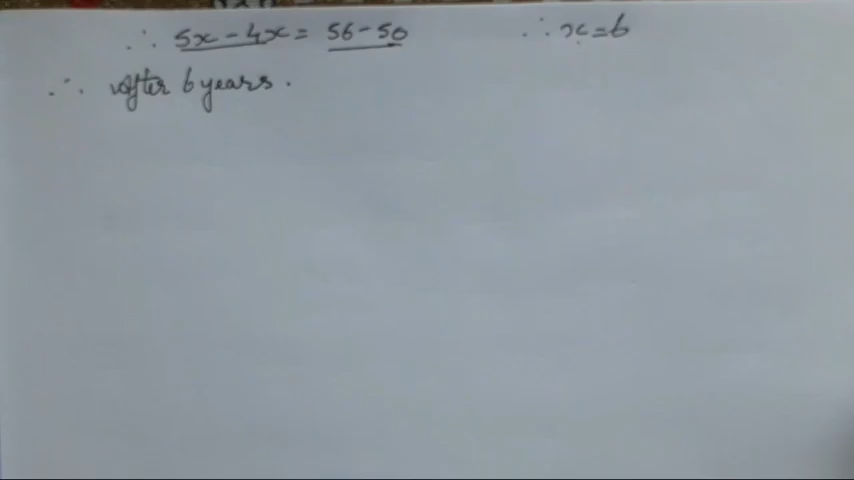 ∴ 5x - 4x = 56 - 50 ∴ x = 6
∴ After 6 years.